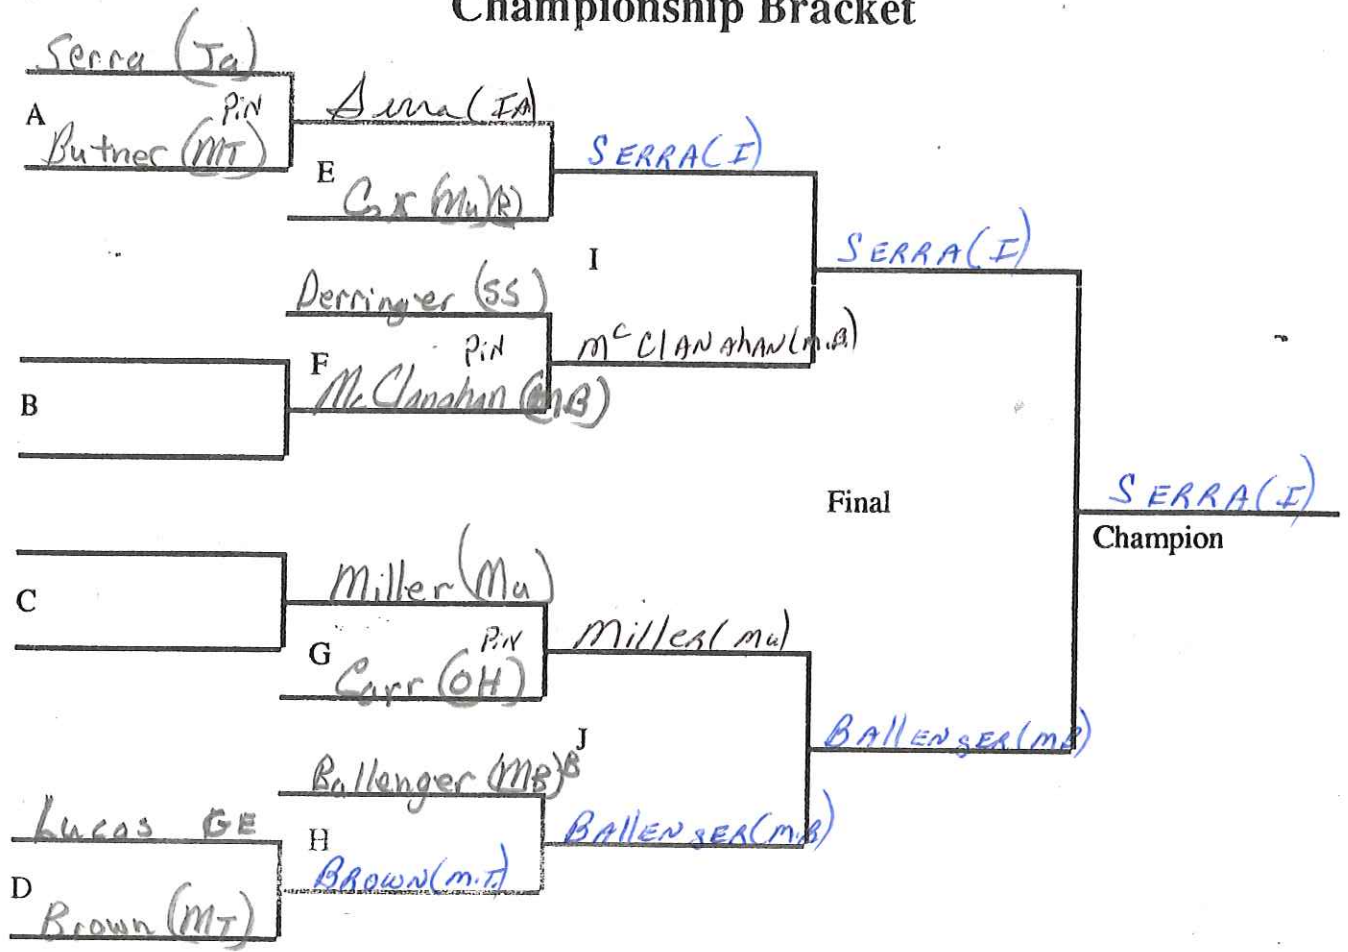 Championship Bracket
Serra (Ja)
A
PiN
Butner (MT)
Serra (IA)
E
Cox (Mu)(B)
SERRA(I)
I
SERRA(I)
Derringer (SS)
F
PiN
McClanahan (MB)
McClanahan(m.B)
B
Final
SERRA(I)
Champion
C
Miller (Mu)
G
PiN
Carr (OH)
Miller(mu)
J
Ballenger (MB) B
BALLENGER(MB)
Lucas GE
H
BALLENGER(M.B)
BROWN(M.T.)
D
Brown (MT)